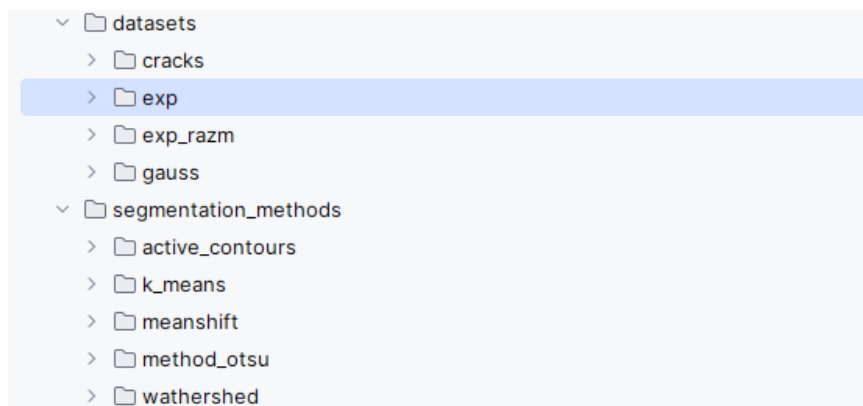 datasets
cracks
exp
exp_razm
gauss
segmentation_methods
active_contours
k_means
meanshift
method_otsu
wathershed